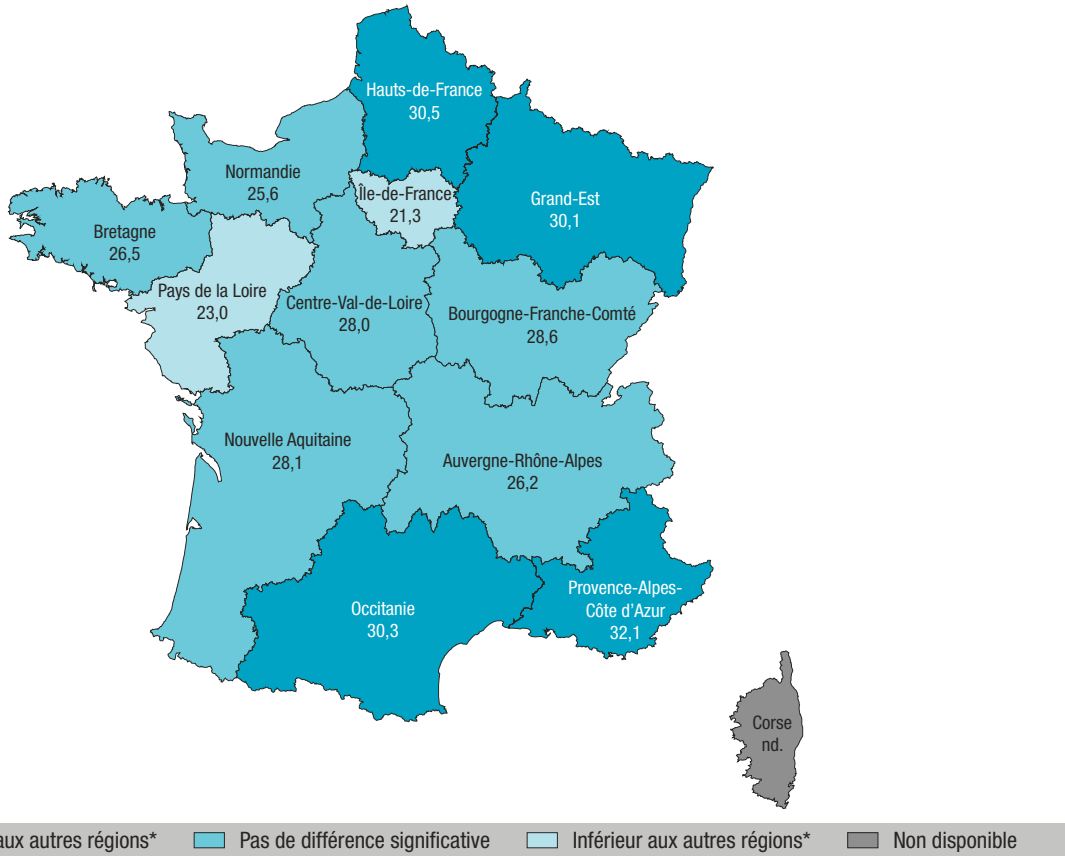 Hauts-de-France
30,5
Normandie
25,6
Île-de-France
21,3
Grand-Est
30,1
Bretagne
26,5
Pays de la Loire
23,0
Centre-Val-de-Loire
28,0
Bourgogne-Franche-Comté
28,6
Nouvelle Aquitaine
28,1
Auvergne-Rhône-Alpes
26,2
Occitanie
30,3
Provence-Alpes-
Côte d'Azur
32,1
Corse
nd.
aux autres régions*
Pas de différence significative
Inférieur aux autres régions*
Non disponible